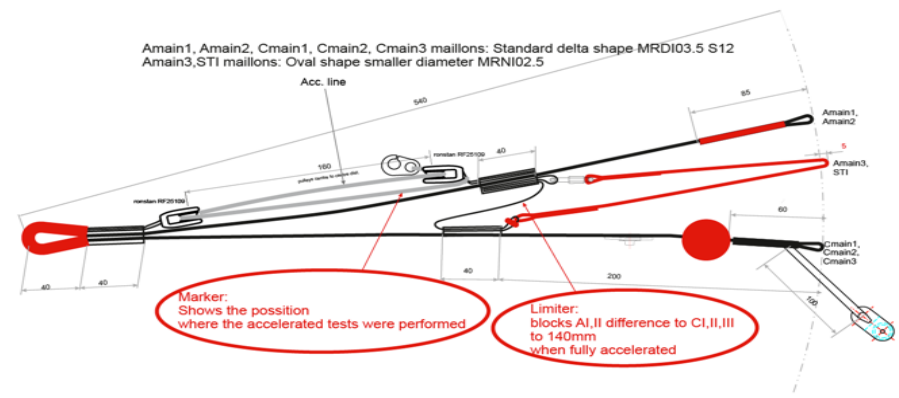 Amain1, Amain2, Cmain1, Cmain2, Cmain3 maillons: Standard delta shape MRDI03.5 S12
Amain3,STI maillons: Oval shape smaller diameter MRNI02.5
Acc. line
540
85
Amain1,
Amain2
ronstan RF25109
40
160
5
Amain3,
STI
ronstan RF25109
60
Cmain1,
Cmain2,
Cmain3
40
40
40
200
100
Marker:
Shows the possition
where the accelerated tests were performed
Limiter:
blocks AI,II difference to CI,II,III
to 140mm
when fully accelerated